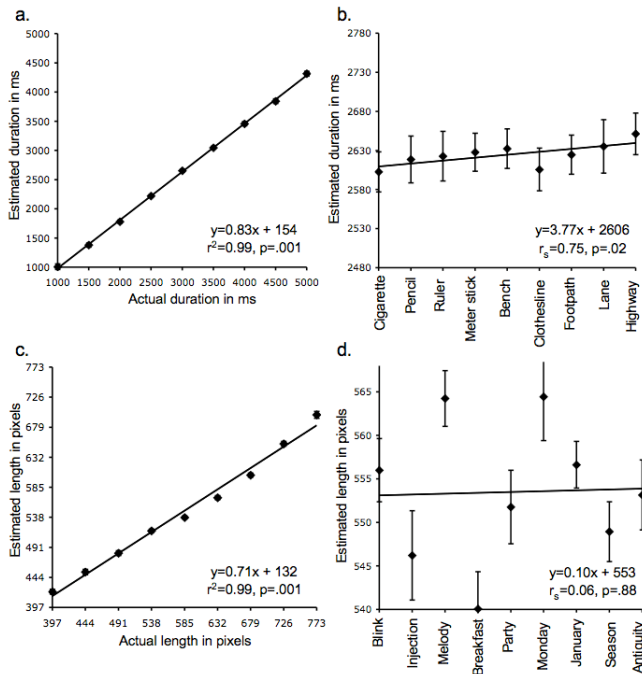 a.
Estimated duration in ms
5000
4500
4000
3500
3000
2500
2000
1500
1000
y=0.83x + 154
r²=0.99, p=.001
1000 1500 2000 2500 3000 3500 4000 4500 5000
Actual duration in ms
b.
Estimated duration in ms
2780
2730
2680
2630
2580
2530
2480
y=3.77x + 2606
rₛ=0.75, p=.02
Cigarette
Pencil
Ruler
Meter stick
Bench
Clothesline
Footpath
Lane
Highway
c.
Estimated length in pixels
773
726
679
632
585
538
491
444
397
y=0.71x + 132
r²=0.99, p=.001
397 444 491 538 585 632 679 726 773
Actual length in pixels
d.
Estimated length in pixels
565
560
555
550
545
540
y=0.10x + 553
rₛ=0.06, p=.88
Blink
Injection
Melody
Breakfast
Party
Monday
January
Season
Antiquity